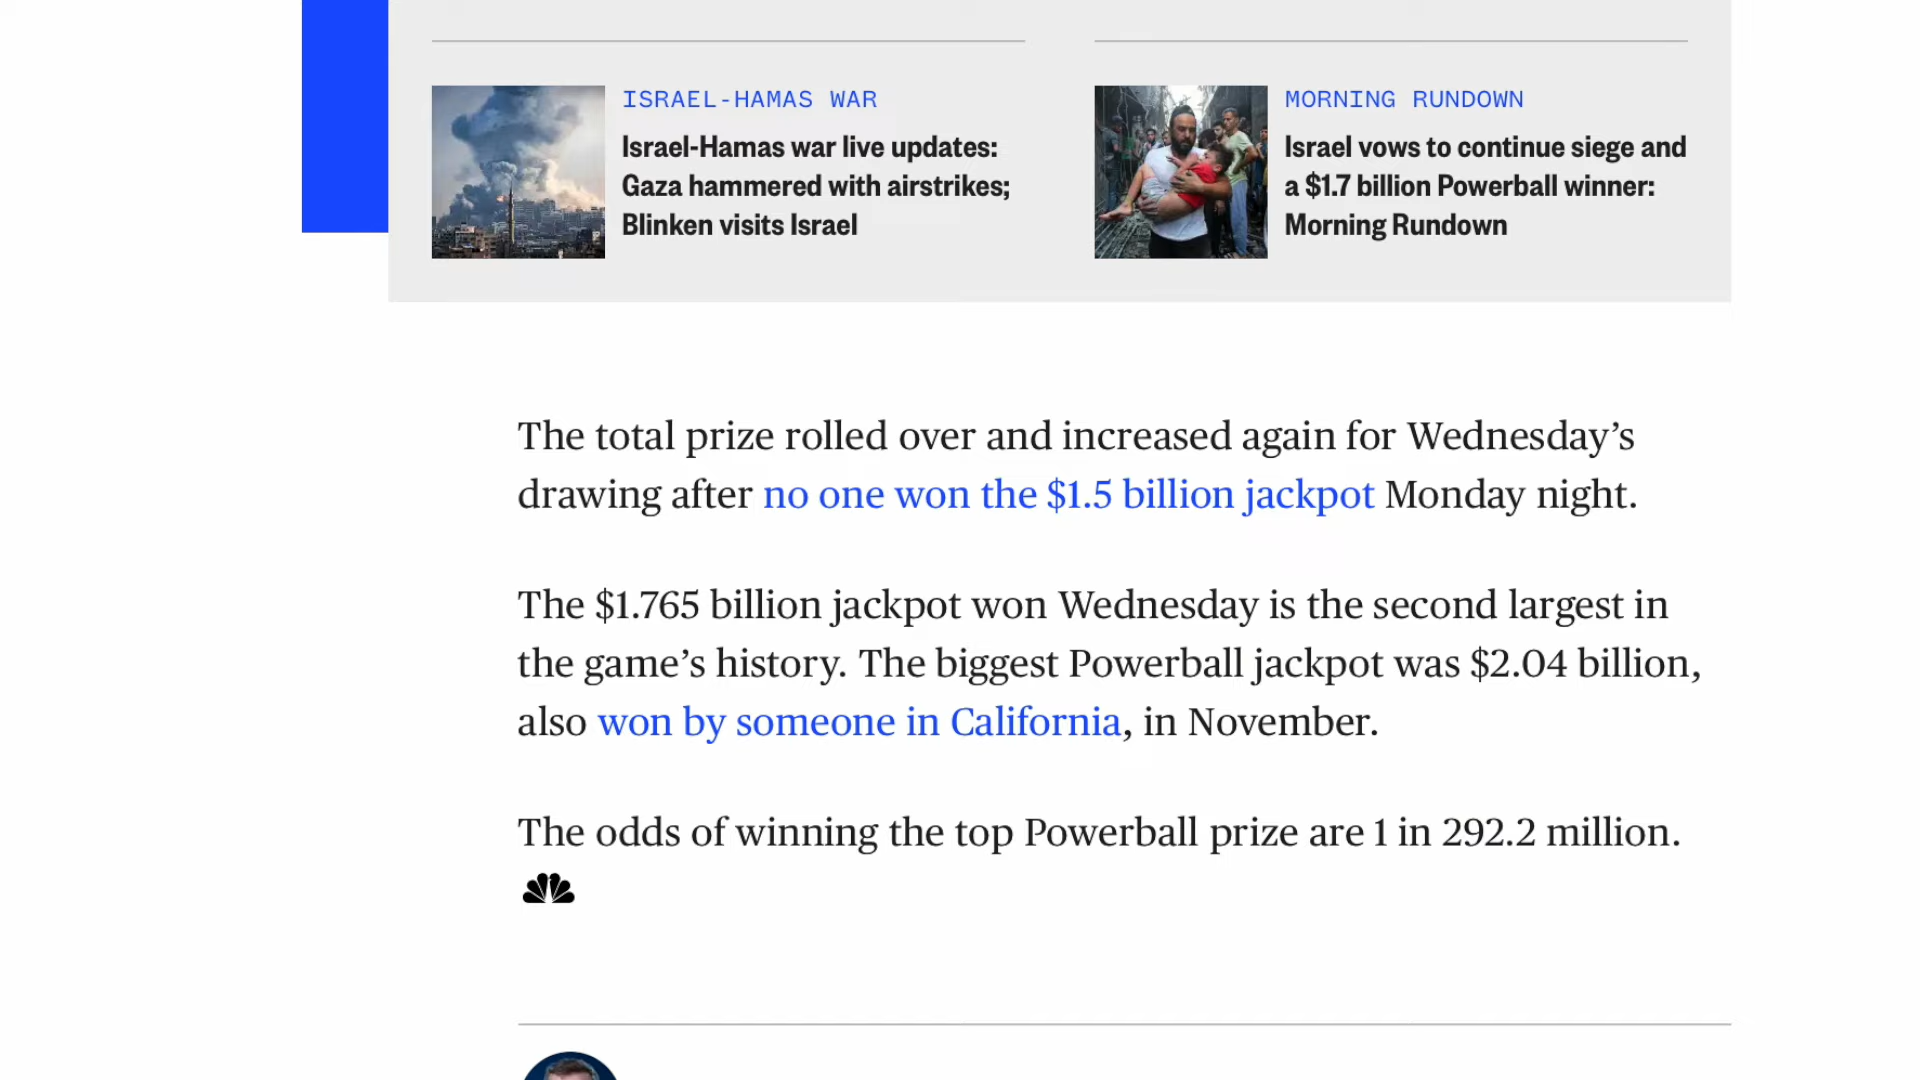 ISRAEL-HAMAS WAR
Israel-Hamas war live updates:
Gaza hammered with airstrikes;
Blinken visits Israel
MORNING RUNDOWN
Israel vows to continue siege and
a $1.7 billion Powerball winner:
Morning Rundown
The total prize rolled over and increased again for Wednesday’s
drawing after no one won the $1.5 billion jackpot Monday night.
The $1.765 billion jackpot won Wednesday is the second largest in
the game’s history. The biggest Powerball jackpot was $2.04 billion,
also won by someone in California, in November.
The odds of winning the top Powerball prize are 1 in 292.2 million.